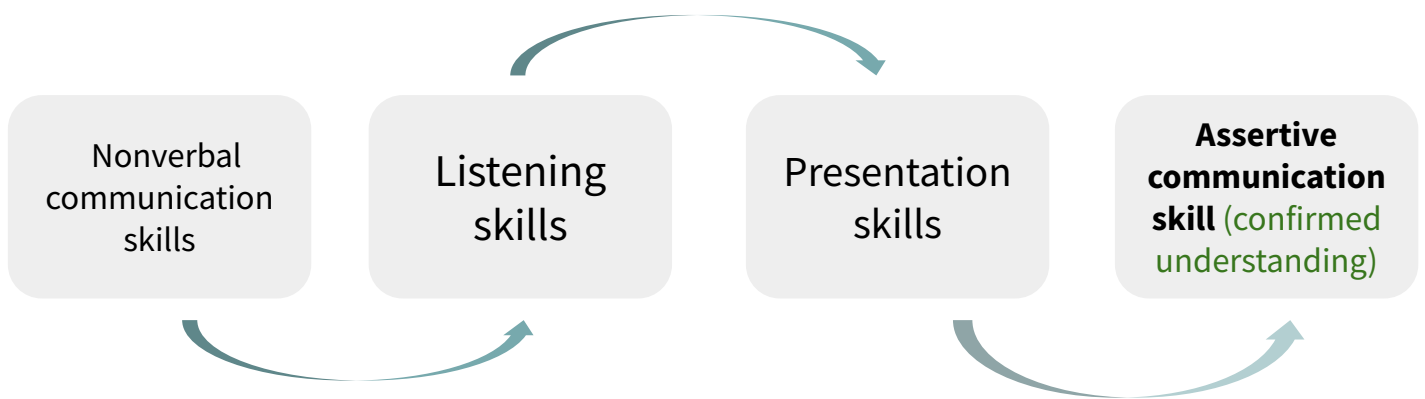 Nonverbal
communication
skills
Listening
skills
Presentation
skills
Assertive
communication
skill (confirmed
understanding)